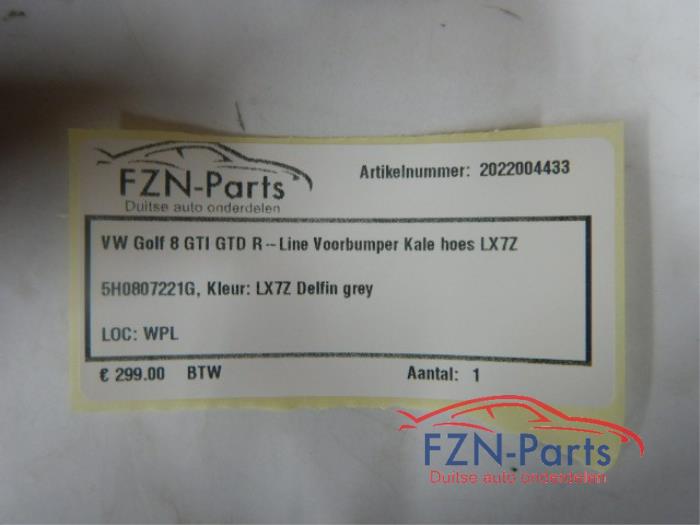 FZN-Parts
Duitse auto onderdelen
Artikelnummer: 2022004433
VW Golf 8 GTI GTD R-Line Voorbumper Kale hoes LX7Z
5H0807221G, Kleur: LX7Z Delfin grey
LOC: WPL
€ 299.00 BTW Aantal: 1
FZN-Parts
Duitse auto onderdelen